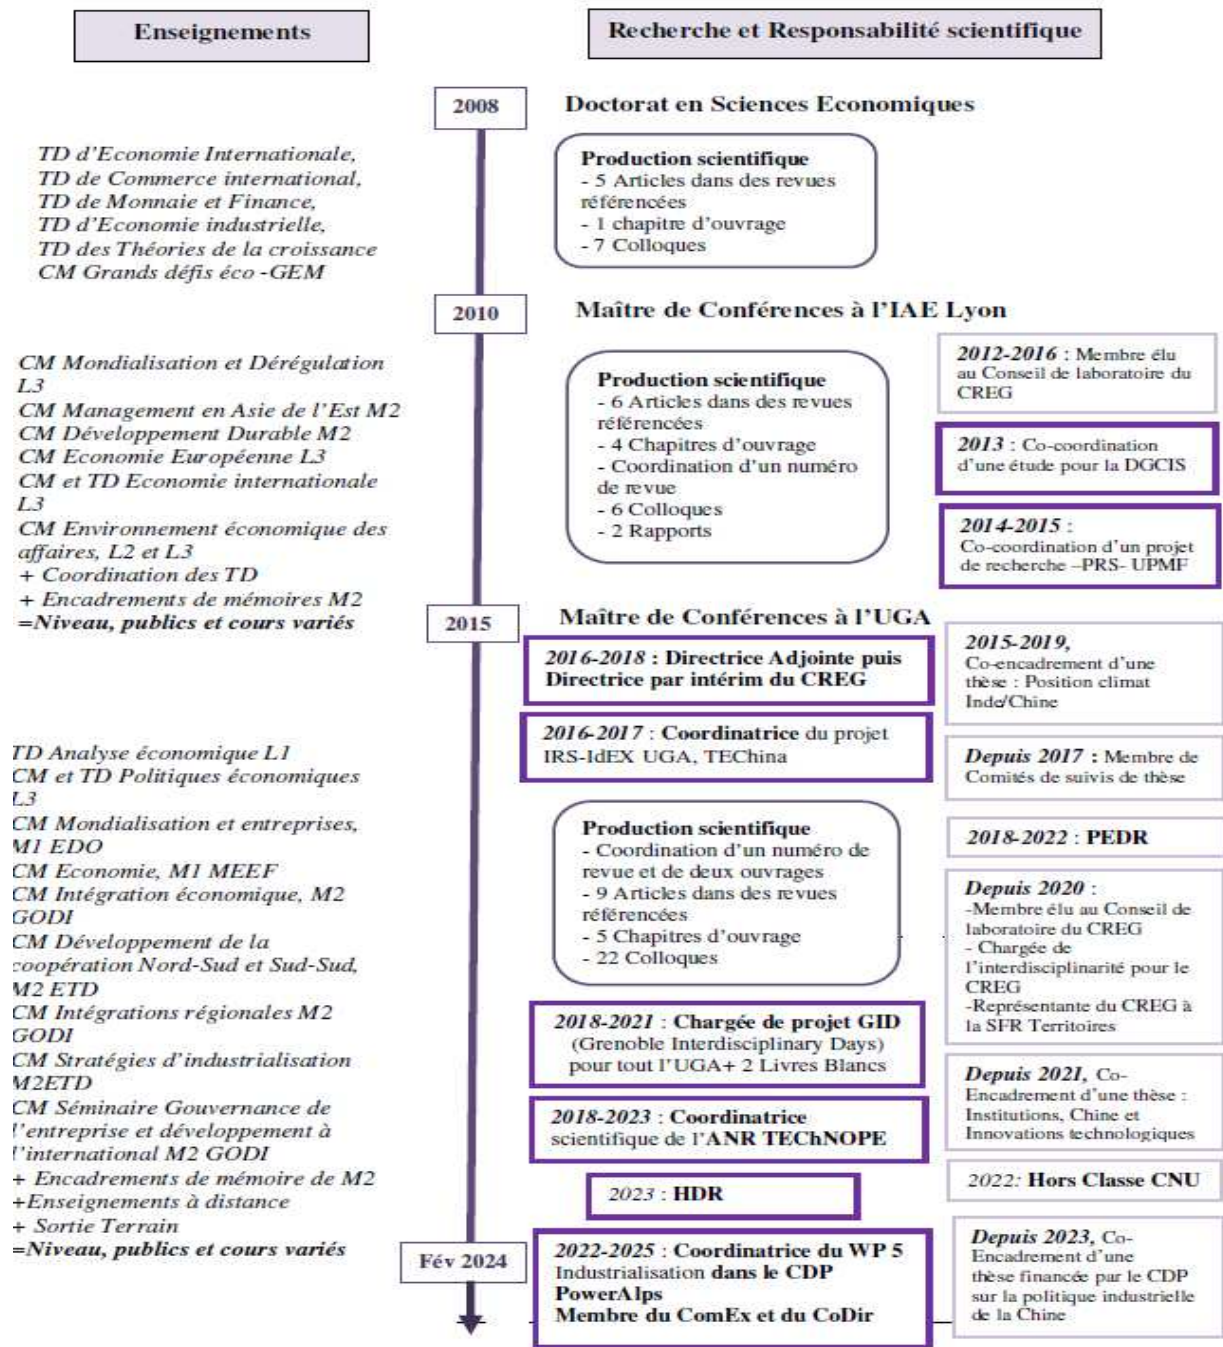 Enseignements
Recherche et Responsabilité scientifique
2008
Doctorat en Sciences Economiques
TD d'Economie Internationale,
TD de Commerce international,
TD de Monnaie et Finance,
TD d'Economie industrielle,
TD des Théories de la croissance
CM Grands défis éco -GEM
Production scientifique
- 5 Articles dans des revues
référencées
- 1 chapitre d'ouvrage
- 7 Colloques
2010
Maître de Conférences à l'IAE Lyon
CM Mondialisation et Dérégulation
L3
CM Management en Asie de l'Est M2
CM Développement Durable M2
CM Economie Européenne L3
CM et TD Economie internationale
L3
CM Environnement économique des
affaires, L2 et L3
+ Coordination des TD
+ Encadrements de mémoires M2
=Niveau, publics et cours variés
Production scientifique
- 6 Articles dans des revues
référencées
- 4 Chapitres d'ouvrage
- Coordination d'un numéro
de revue
- 6 Colloques
- 2 Rapports
2012-2016 : Membre élu
au Conseil de laboratoire du
CREG
2013 : Co-coordination
d'une étude pour la DGCIS
2014-2015 :
Co-coordination d'un projet
de recherche –PRS- UPMF
2015
Maître de Conférences à l'UGA
2016-2018 : Directrice Adjointe puis
Directrice par intérim du CREG
2016-2017 : Coordinatrice du projet
IRS-IdEX UGA, TEChina
2015-2019,
Co-encadrement d'une
thèse : Position climat
Inde/Chine
Depuis 2017 : Membre de
Comités de suivis de thèse
TD Analyse économique L1
CM et TD Politiques économiques
L3
CM Mondialisation et entreprises,
M1 EDO
CM Economie, M1 MEEF
CM Intégration économique, M2
GODI
CM Développement de la
coopération Nord-Sud et Sud-Sud,
M2 ETD
CM Intégrations régionales M2
GODI
CM Stratégies d'industrialisation
M2ETD
CM Séminaire Gouvernance de
l'entreprise et développement à
l'international M2 GODI
+ Encadrements de mémoire de M2
+Enseignements à distance
+ Sortie Terrain
=Niveau, publics et cours variés
Production scientifique
- Coordination d'un numéro de
revue et de deux ouvrages
- 9 Articles dans des revues
référencées
- 5 Chapitres d'ouvrage
- 22 Colloques
2018-2022 : PEDR
Depuis 2020 :
-Membre élu au Conseil de
laboratoire du CREG
- Chargée de
l'interdisciplinarité pour le
CREG
-Représentante du CREG à
la SFR Territoires
2018-2021 : Chargée de projet GID
(Grenoble Interdisciplinary Days)
pour tout l'UGA+ 2 Livres Blancs
2018-2023 : Coordinatrice
scientifique de l'ANR TEChNOPE
Depuis 2021, Co-
Encadrement d'une thèse :
Institutions, Chine et
Innovations technologiques
2023 : HDR
2022: Hors Classe CNU
Fév 2024
2022-2025 : Coordinatrice du WP 5
Industrialisation dans le CDP
PowerAlps
Membre du ComEx et du CoDir
Depuis 2023, Co-
Encadrement d'une
thèse financée par le CDP
sur la politique industrielle
de la Chine